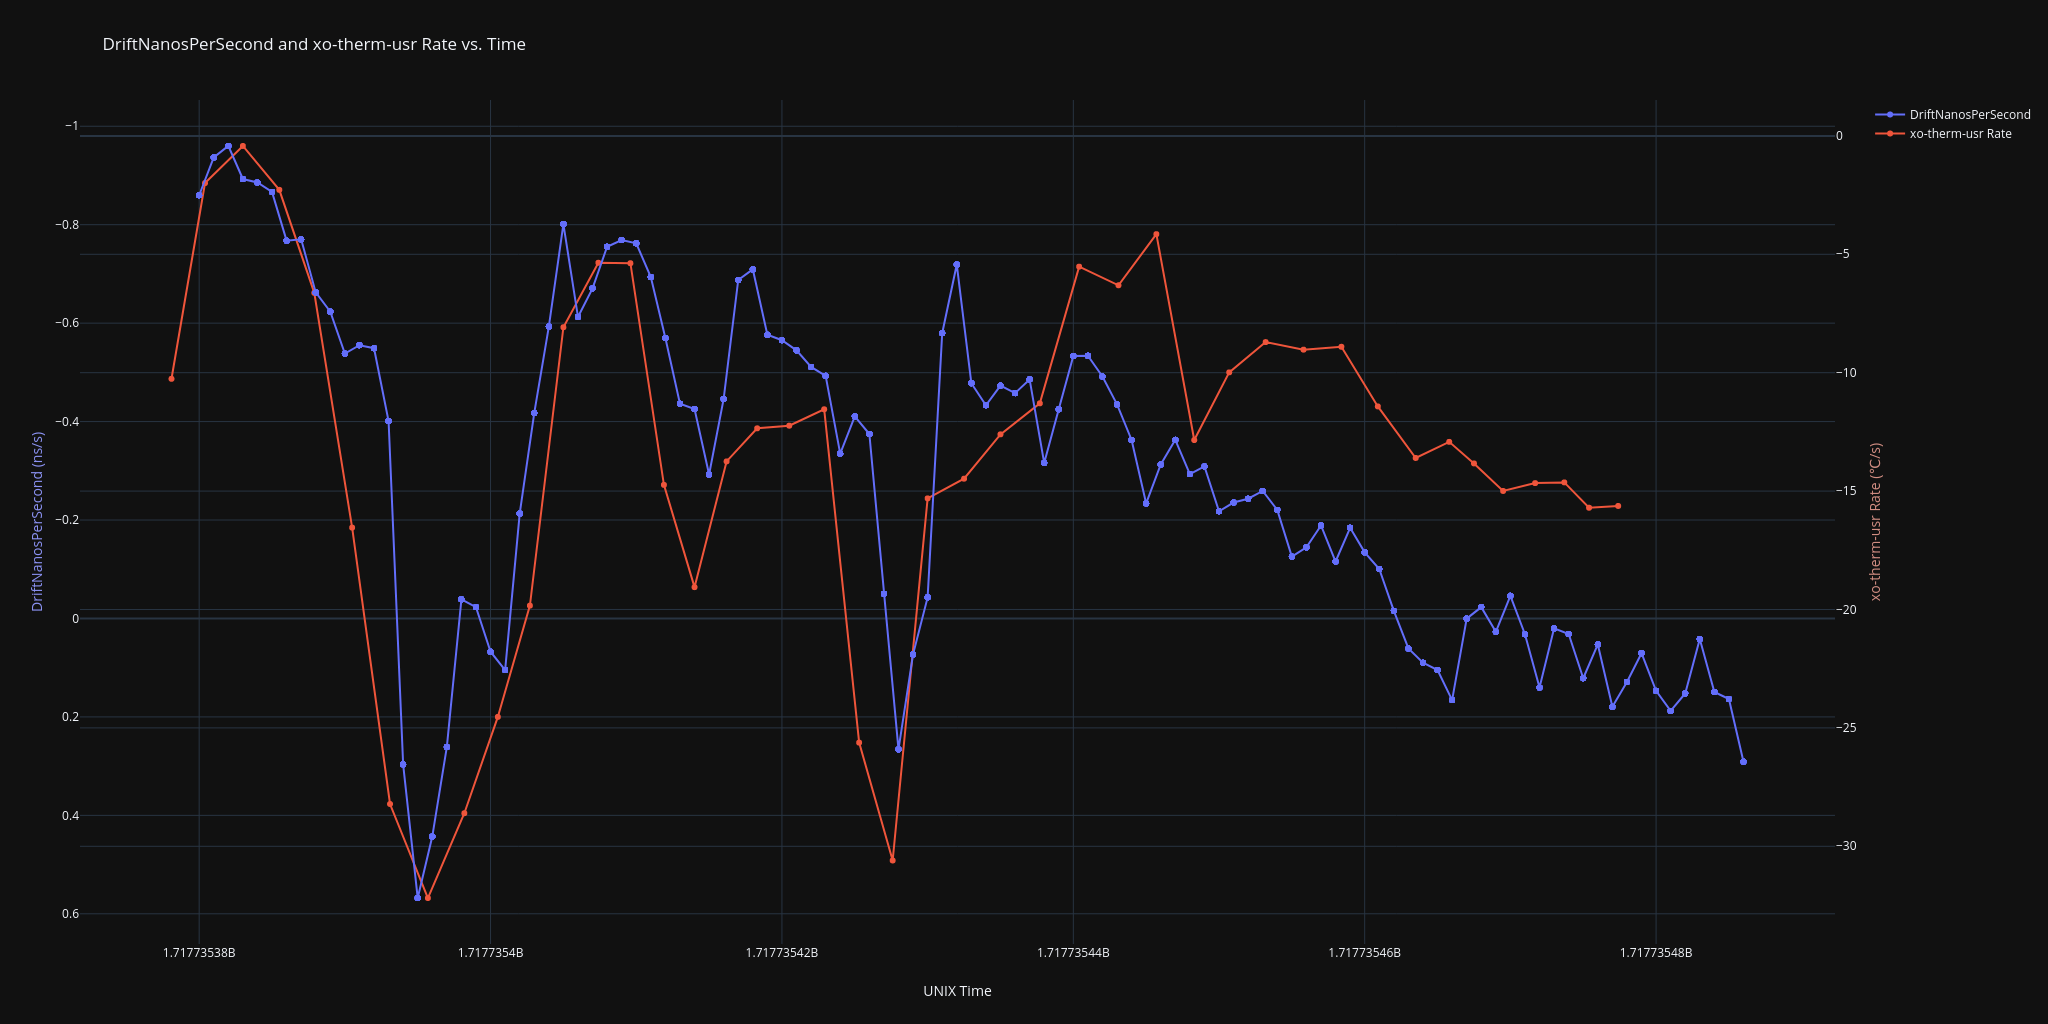 DriftNanosPerSecond and xo-therm-usr Rate vs. Time
DriftNanosPerSecond
xo-therm-usr Rate
−1
−0.8
−0.6
−0.4
−0.2
0
0.2
0.4
0.6
DriftNanosPerSecond (ns/s)
0
−5
−10
−15
−20
−25
−30
xo-therm-usr Rate (°C/s)
1.71773538B
1.7177354B
1.71773542B
1.71773544B
1.71773546B
1.71773548B
UNIX Time